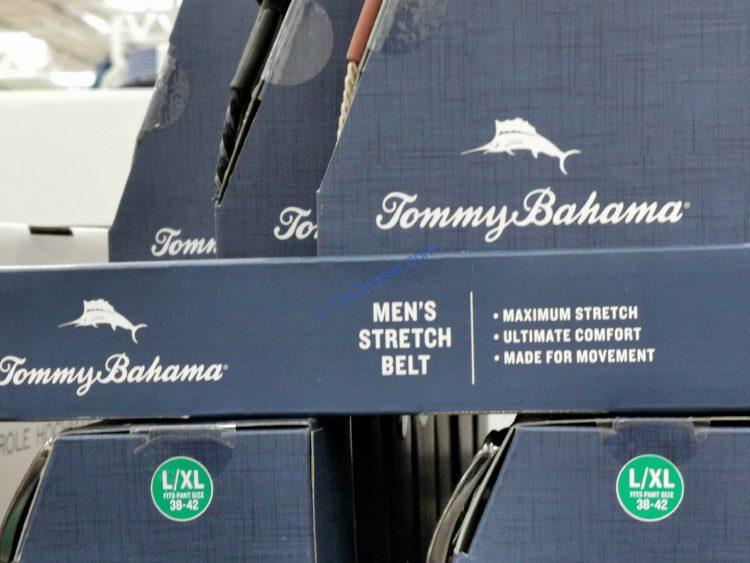 Tommy Bahama®
Tomm
To
Tommy Bahama®
MEN'S
STRETCH
BELT
• MAXIMUM STRETCH
• ULTIMATE COMFORT
• MADE FOR MOVEMENT
L/XL
FITS PANT SIZE
38-42
L/XL
FITS PANT SIZE
38-42